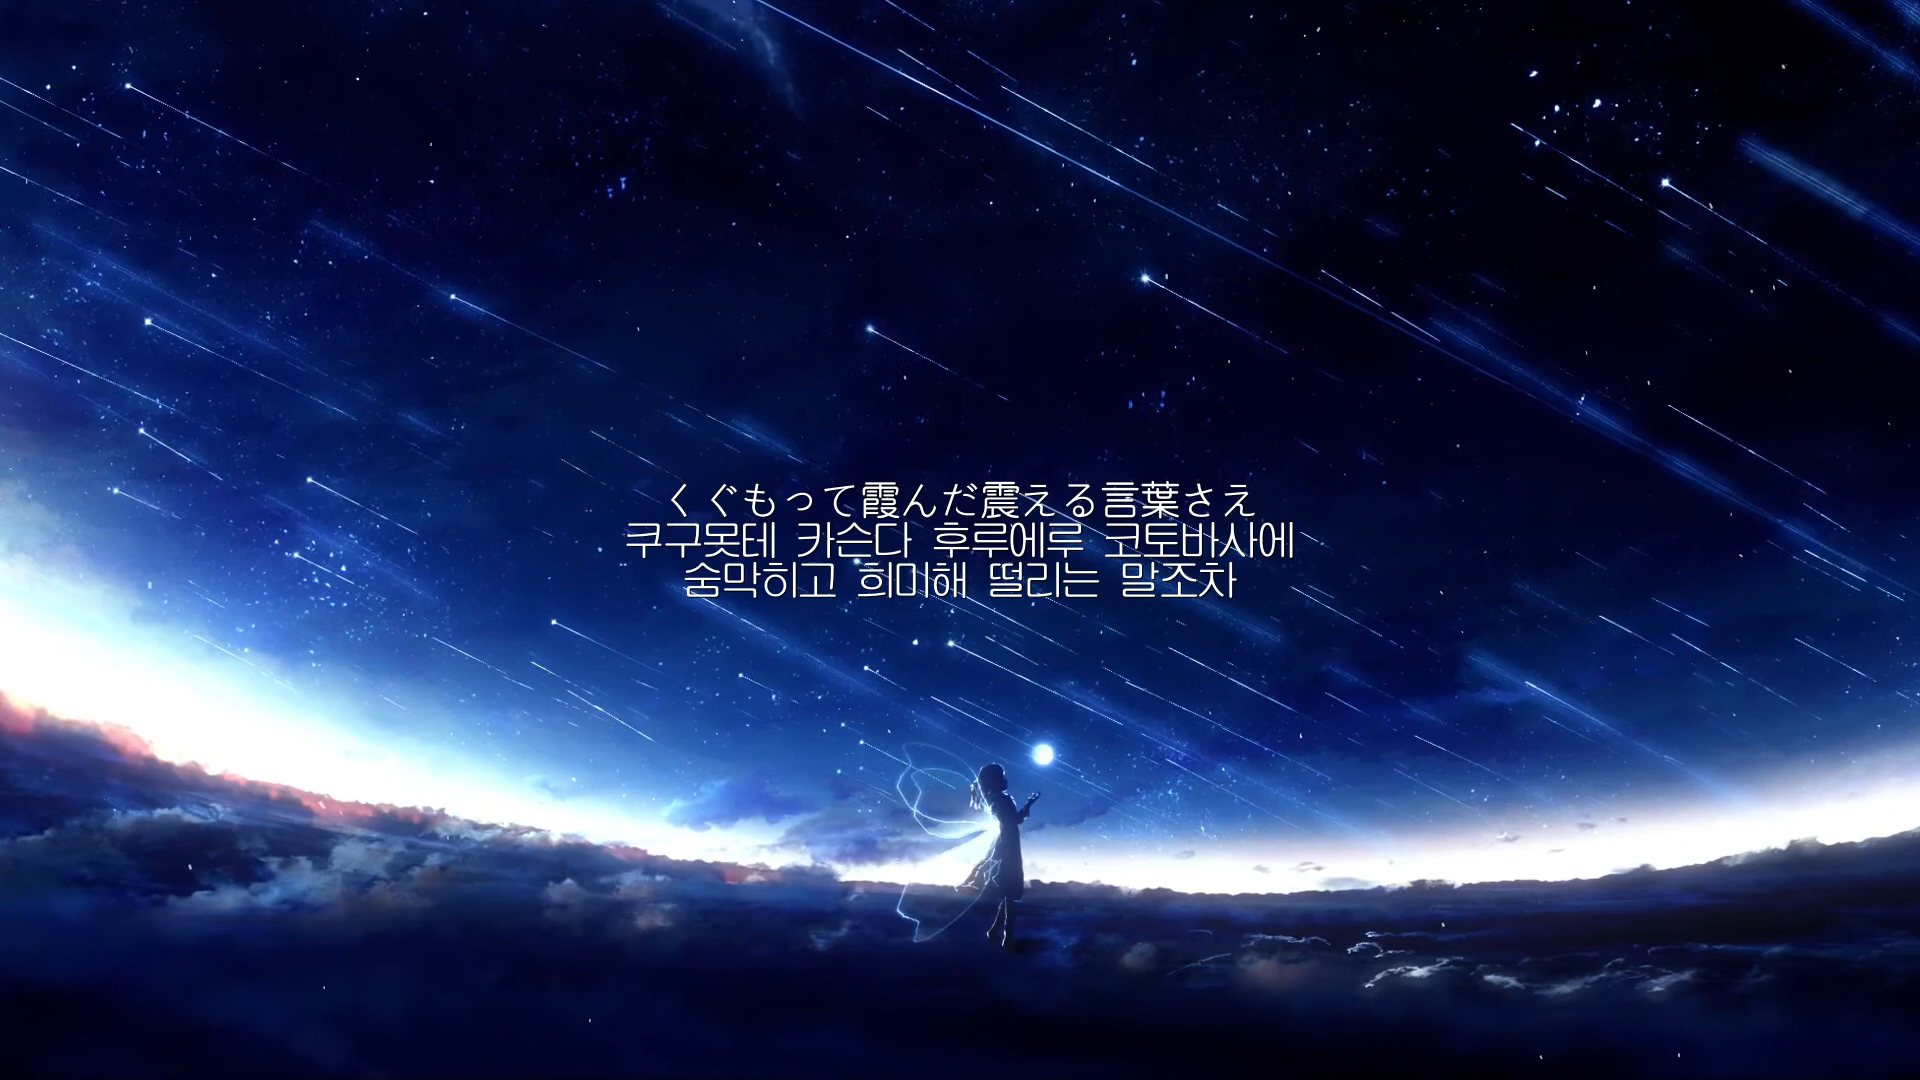 くぐもって霞んだ震える言葉さえ
쿠구못테 카슨다 후루에루 코토바사에
숨막히고 희미해 떨리는 말조차